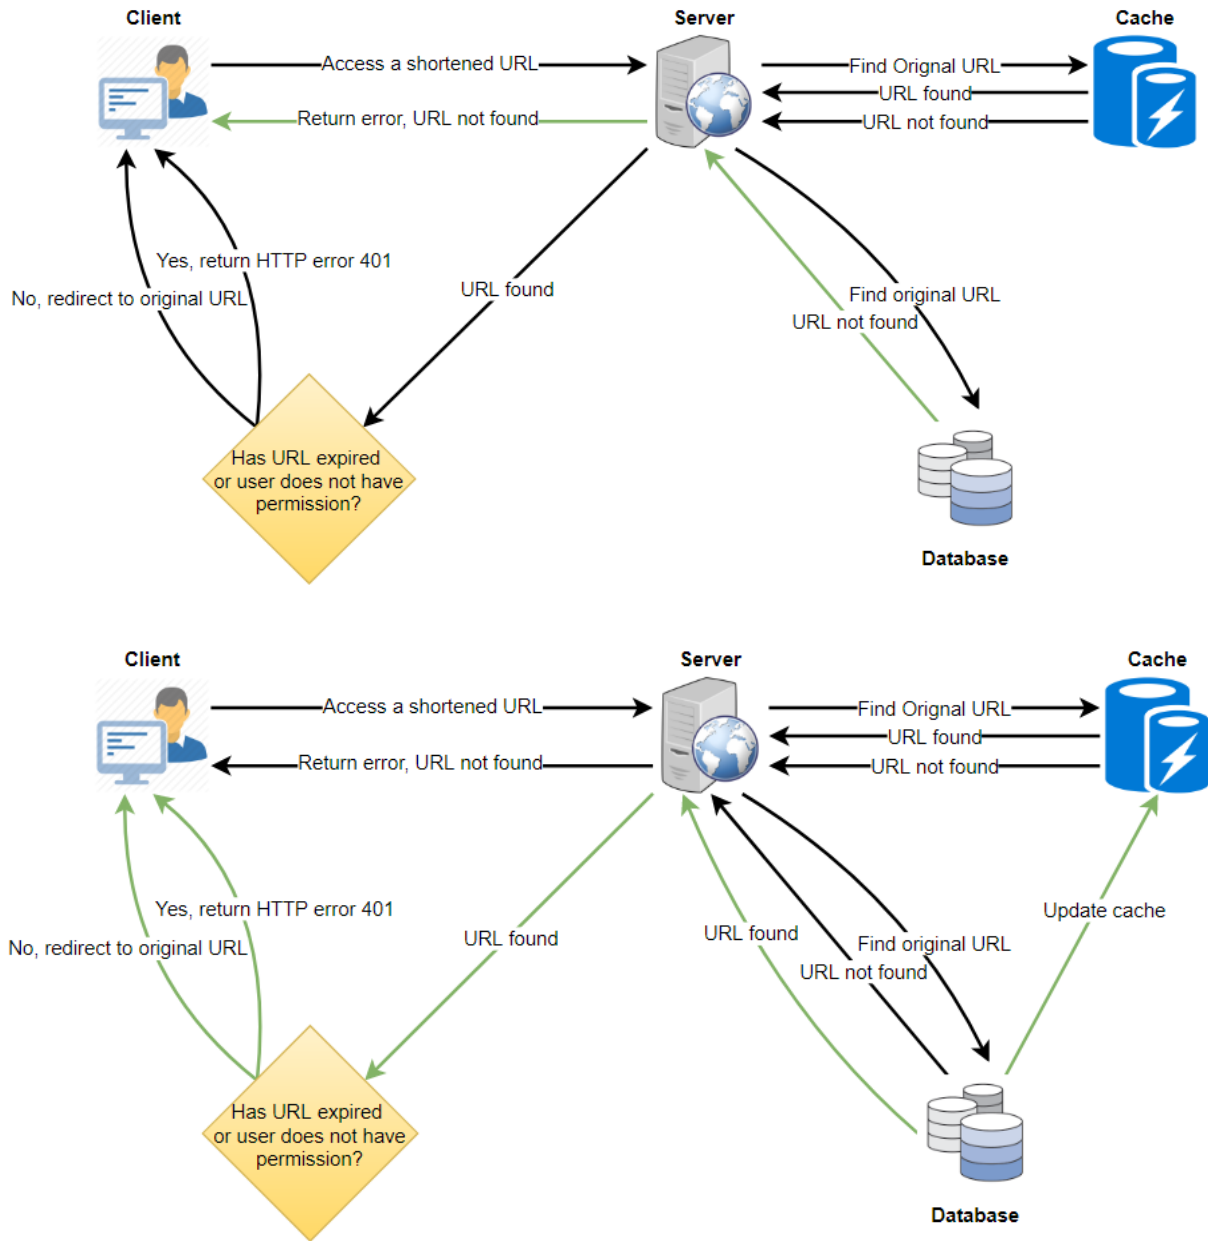 Client
Server
Cache
Access a shortened URL
Find Orignal URL
URL found
Return error, URL not found
URL not found
Yes, return HTTP error 401
No, redirect to original URL
URL found
Find original URL
URL not found
Has URL expired
or user does not have
permission?
Database
Client
Server
Cache
Access a shortened URL
Find Orignal URL
URL found
Return error, URL not found
URL not found
Yes, return HTTP error 401
No, redirect to original URL
URL found
URL found
Update cache
Find original URL
URL not found
Has URL expired
or user does not have
permission?
Database